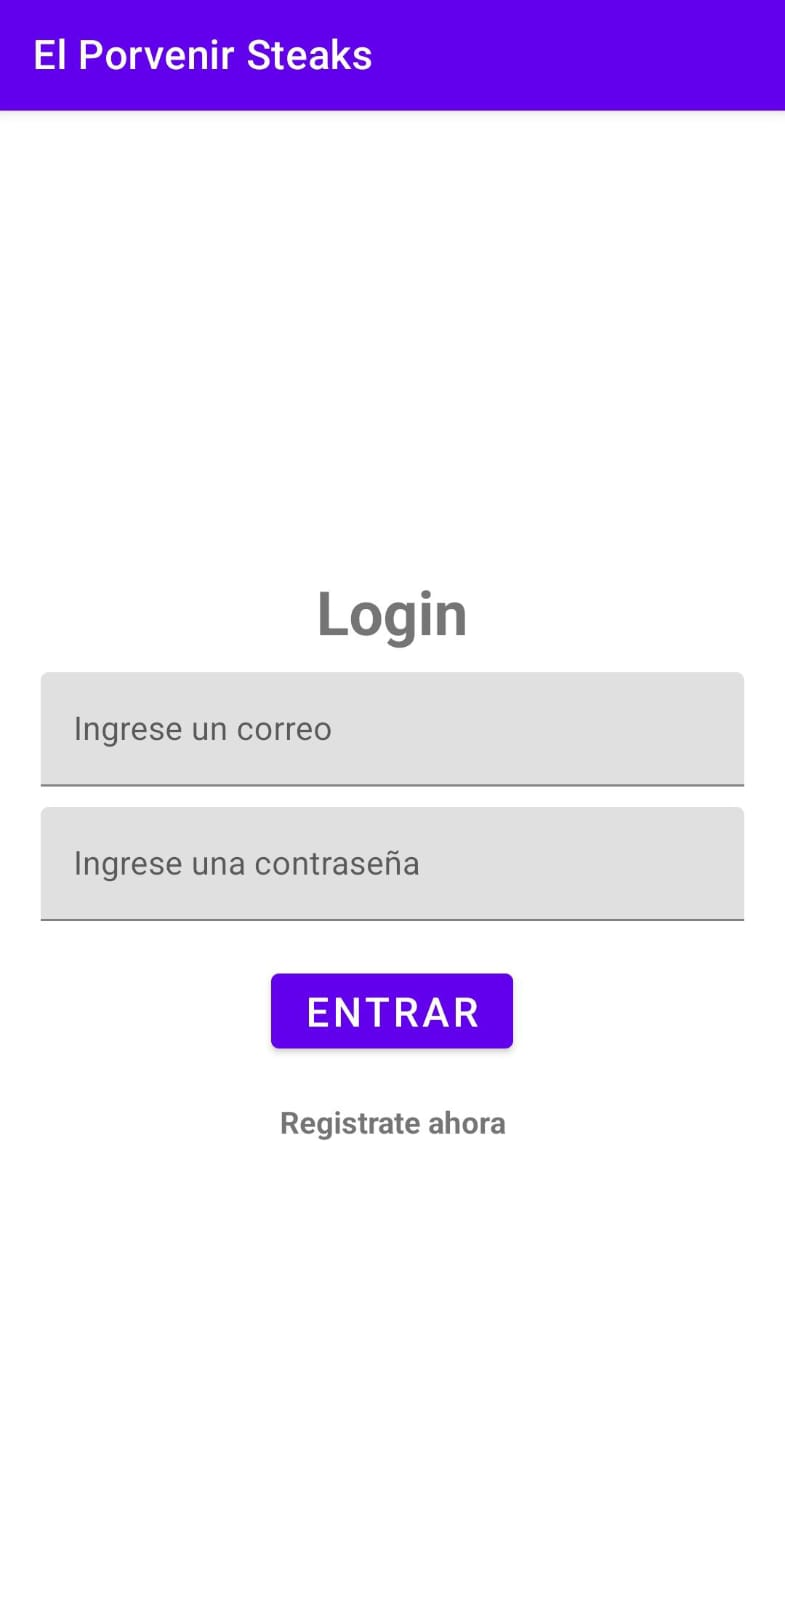 El Porvenir Steaks
Login
Ingrese un correo
Ingrese una contraseña
ENTRAR
Registrate ahora